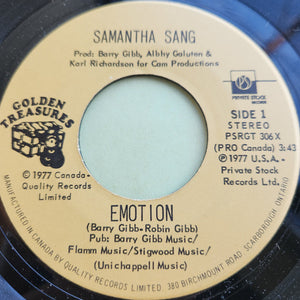 SAMANTHA SANG
Prod: Barry Gibb, Albhy Galuten &
Karl Richardson for Cam Productions
GOLDEN
TREASURES
PS
PRIVATE STOCK
RECORDS
SIDE 1
STEREO
PSRGT 306 X
(PRO Canada) 3:43
℗1977 U.S.A.-
Private Stock
Records Ltd.
© 1977 Canada-
Quality Records
Limited
EMOTION
(Barry Gibb-Robin Gibb)
Pub: Barry Gibb Music/
Flamm Music/Stigwood Music/
(Unichappell Music)
MANUFACTURED IN CANADA BY QUALITY RECORDS LIMITED, 380 BIRCHMOUNT ROAD, SCARBOROUGH ONTARIO